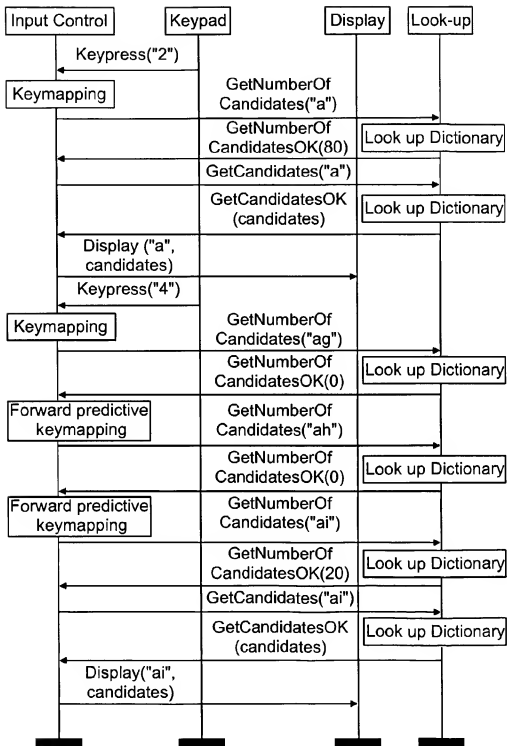 Input Control
Keypad
Display
Look-up
Keypress("2")
Keymapping
GetNumberOf
Candidates("a")
GetNumberOf
CandidatesOK(80)
Look up Dictionary
GetCandidates("a")
GetCandidatesOK
(candidates)
Look up Dictionary
Display ("a",
candidates)
Keypress("4")
Keymapping
GetNumberOf
Candidates("ag")
GetNumberOf
CandidatesOK(0)
Look up Dictionary
Forward predictive
keymapping
GetNumberOf
Candidates("ah")
GetNumberOf
CandidatesOK(0)
Look up Dictionary
Forward predictive
keymapping
GetNumberOf
Candidates("ai")
GetNumberOf
CandidatesOK(20)
Look up Dictionary
GetCandidates("ai")
GetCandidatesOK
(candidates)
Look up Dictionary
Display("ai",
candidates)